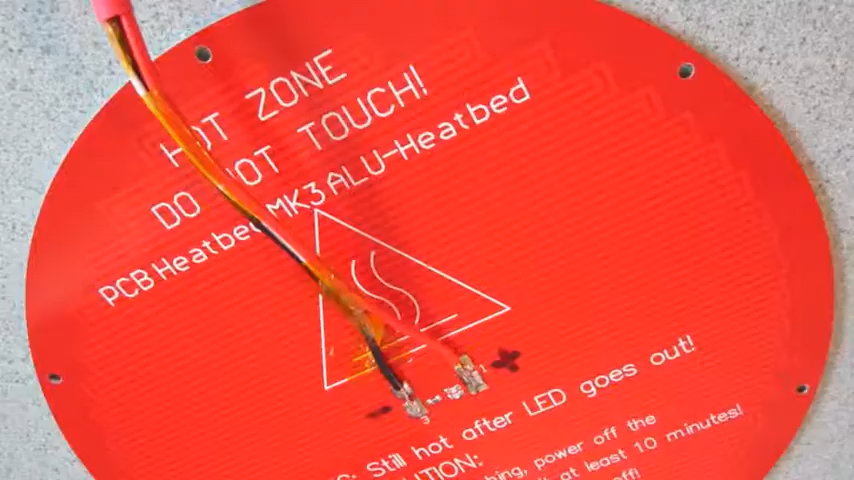 HOT ZONE
DO NOT TOUCH!
PCB Heatbed MK3 ALU-Heatbed
Still hot after LED goes out!
power off the
at least 10 minutes!
off!